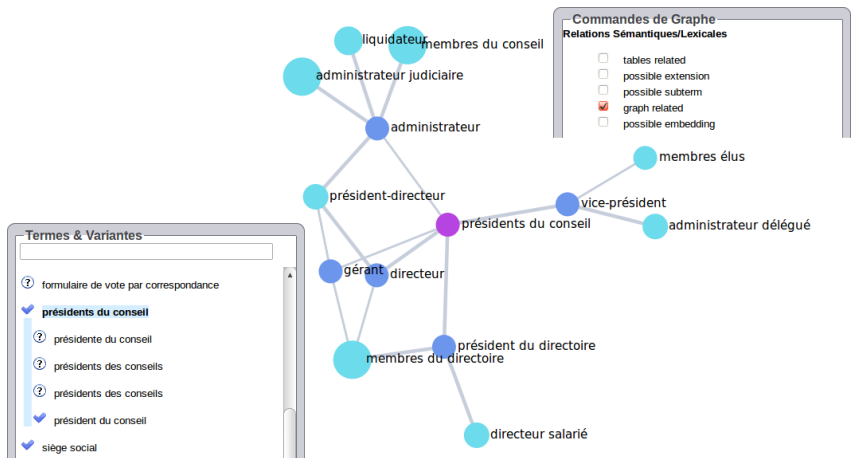 Commandes de Graphe
Relations Sémantiques/Lexicales
tables related
possible extension
possible subterm
graph related
possible embedding
liquidateur
membres du conseil
administrateur judiciaire
administrateur
membres élus
président-directeur
vice-président
présidents du conseil
administrateur délégué
gérant
directeur
président du directoire
membres du directoire
directeur salarié
Termes & Variantes
? formulaire de vote par correspondance
présidents du conseil
? présidente du conseil
? présidents des conseils
? présidents des conseils
président du conseil
siège social